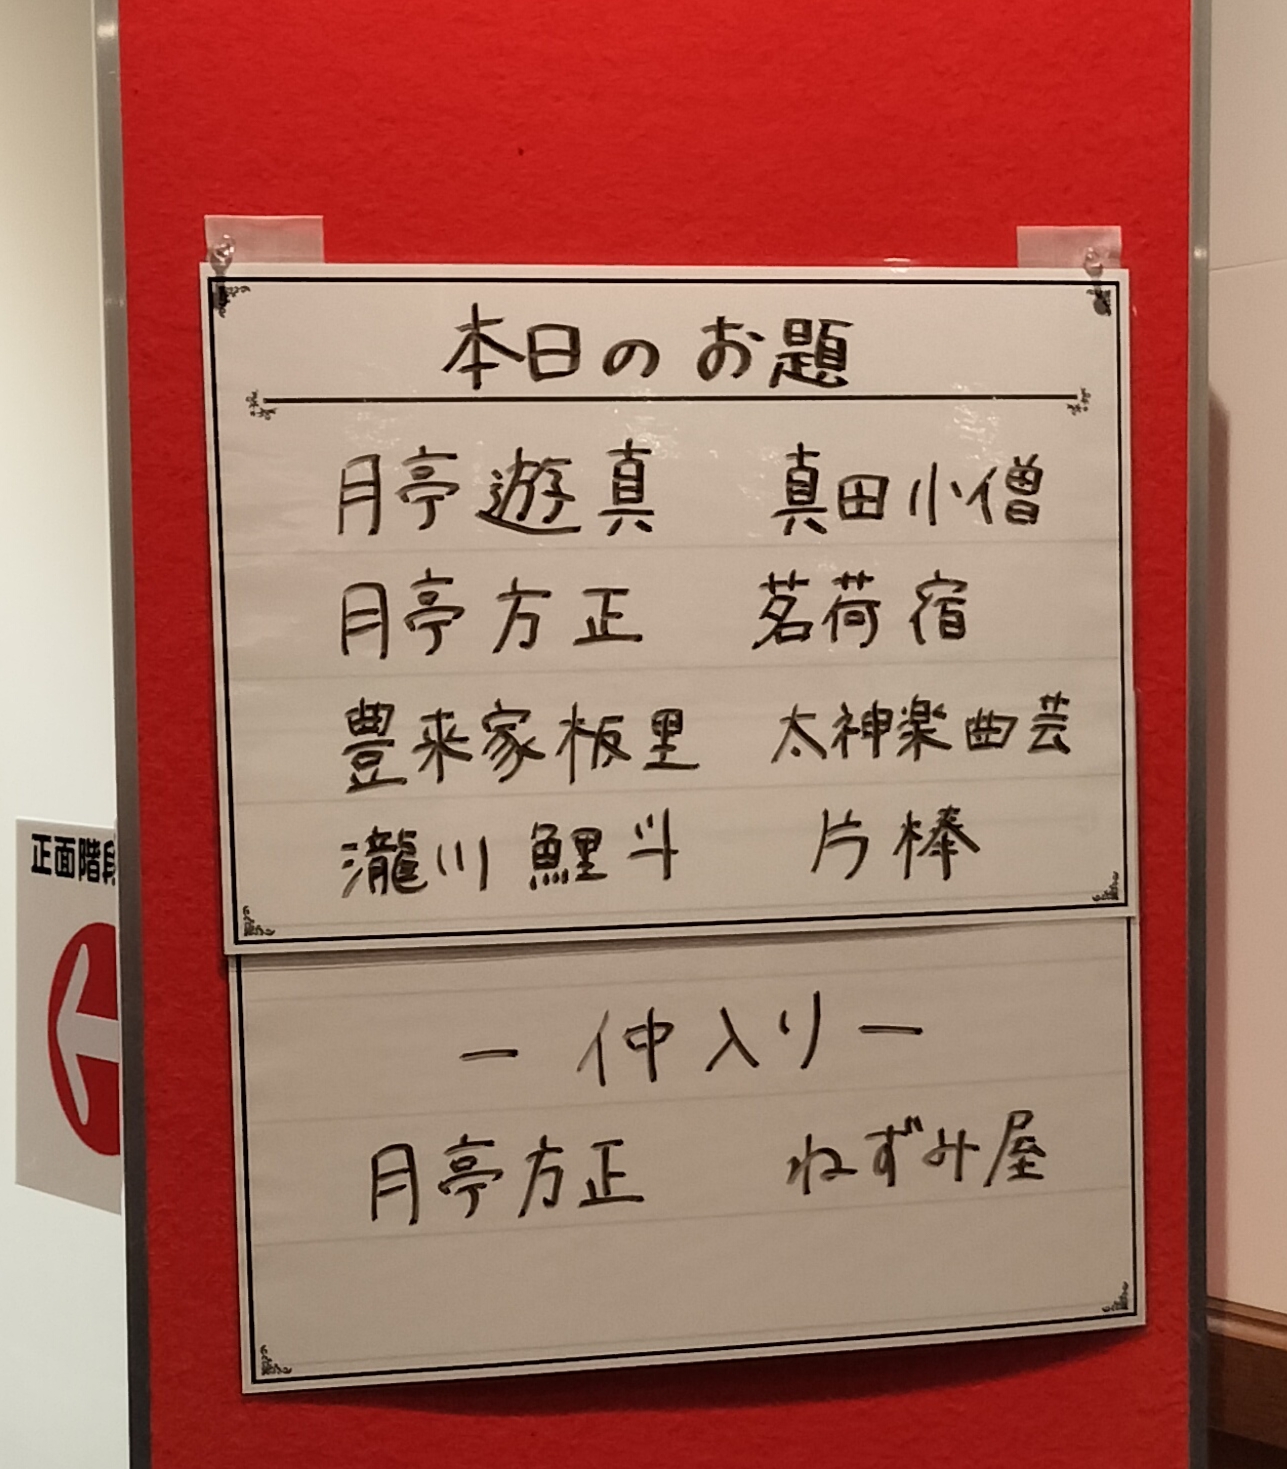 本日のお題
月亭遊真 真田小僧
月亭方正 茗荷宿
豊来家板里 太神楽曲芸
瀧川鯉斗 片棒
― 仲入り ―
月亭方正 ねずみ屋
正面階段